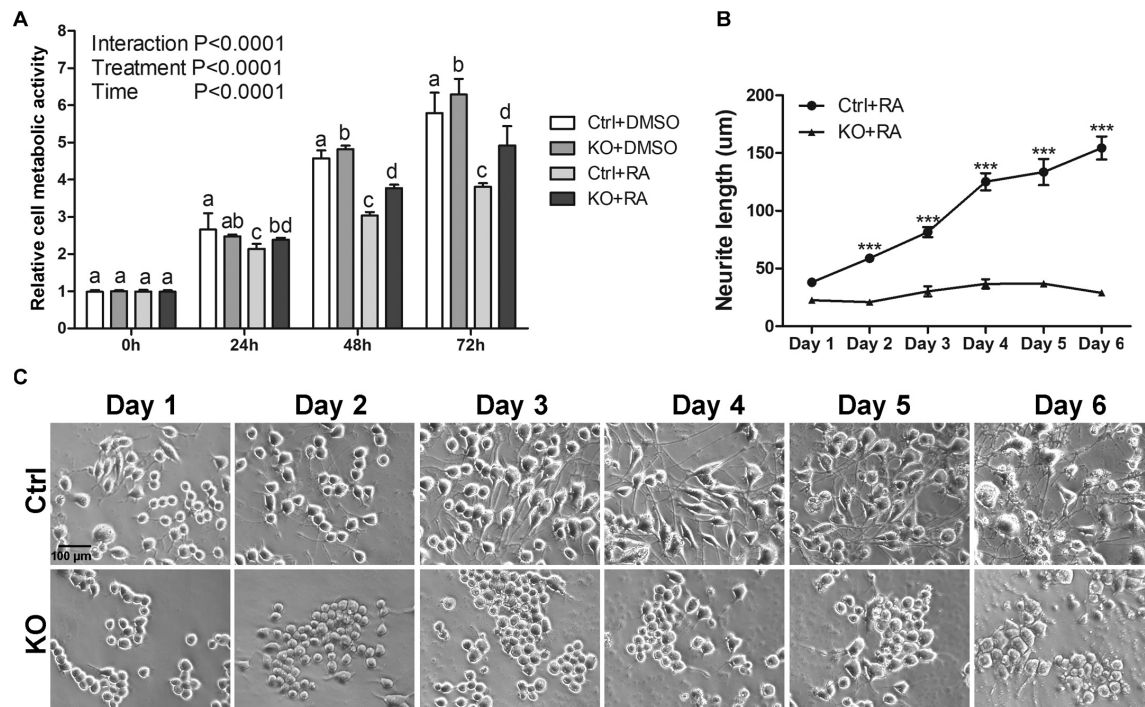 A
Relative cell metabolic activity
8
7
6
5
4
3
2
1
0
Interaction P<0.0001
Treatment P<0.0001
Time P<0.0001
a a a a
a ab c bd
a b c d
a b c d
0h 24h 48h 72h
Ctrl+DMSO
KO+DMSO
Ctrl+RA
KO+RA
B
Neurite length (um)
200
150
100
50
0
Ctrl+RA
KO+RA
*** *** *** *** ***
Day 1 Day 2 Day 3 Day 4 Day 5 Day 6
C
Day 1 Day 2 Day 3 Day 4 Day 5 Day 6
Ctrl
100 µm
KO